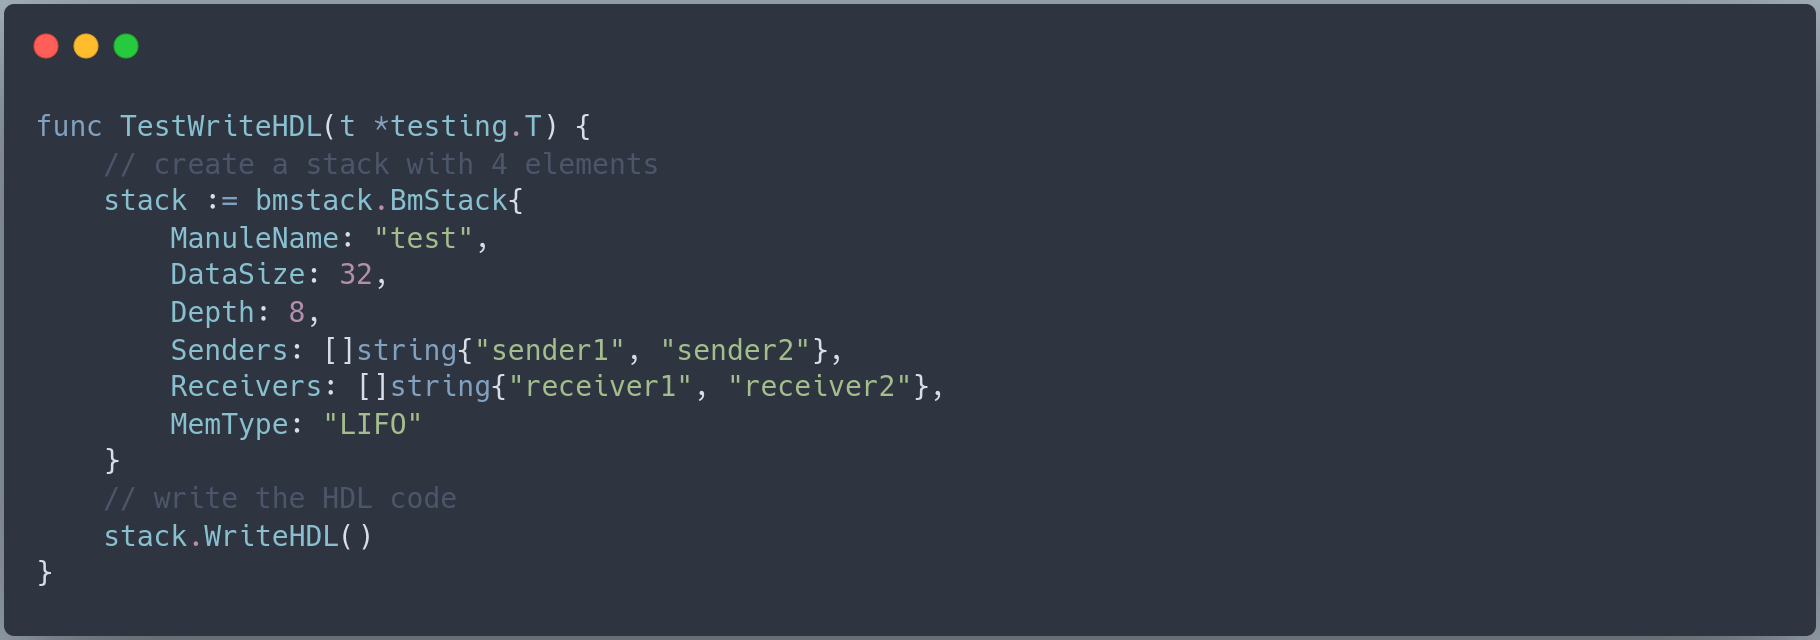 func TestWriteHDL(t *testing.T) {
    // create a stack with 4 elements
    stack := bmstack.BmStack{
        ManuleName: "test",
        DataSize: 32,
        Depth: 8,
        Senders: []string{"sender1", "sender2"},
        Receivers: []string{"receiver1", "receiver2"},
        MemType: "LIFO"
    }
    // write the HDL code
    stack.WriteHDL()
}